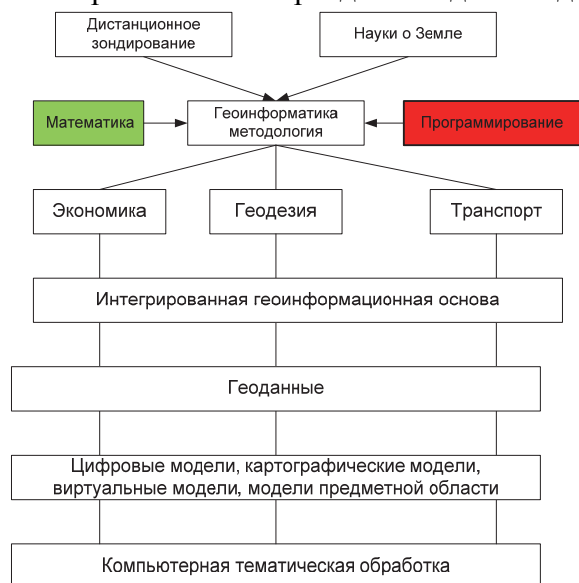 Дистанционное
зондирование
Науки о Земле
Математика
Геоинформатика
методология
Программирование
Экономика
Геодезия
Транспорт
Интегрированная геоинформационная основа
Геоданные
Цифровые модели, картографические модели,
виртуальные модели, модели предметной области
Компьютерная тематическая обработка